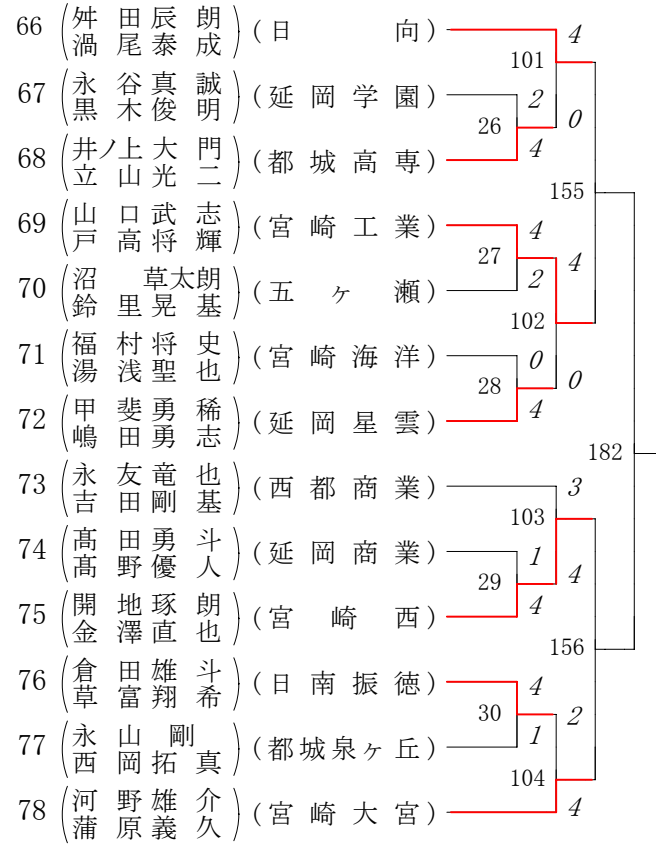 66 舛田辰朗 渦尾泰成 (日向) 4
101
67 永谷真誠 黒木俊明 (延岡学園) 2 0
26
68 井ノ上大門 立山光二 (都城高専) 4
155
69 山口武志 戸高将輝 (宮崎工業) 4
27 4
70 沼草太朗 鈴里晃基 (五ヶ瀬) 2
102
71 福村将史 湯浅聖也 (宮崎海洋) 0
28 0
72 甲斐勇稀 嶋田勇志 (延岡星雲) 4
182
73 永友竜也 吉田剛基 (西都商業) 3
103
74 髙田勇斗 髙野優人 (延岡商業) 1
29 4
75 開地琢朗 金澤直也 (宮崎西) 4
156
76 倉田雄斗 草富翔希 (日南振徳) 4
30 2
77 永山剛 西岡拓真 (都城泉ヶ丘) 1
104
78 河野雄介 蒲原義久 (宮崎大宮) 4